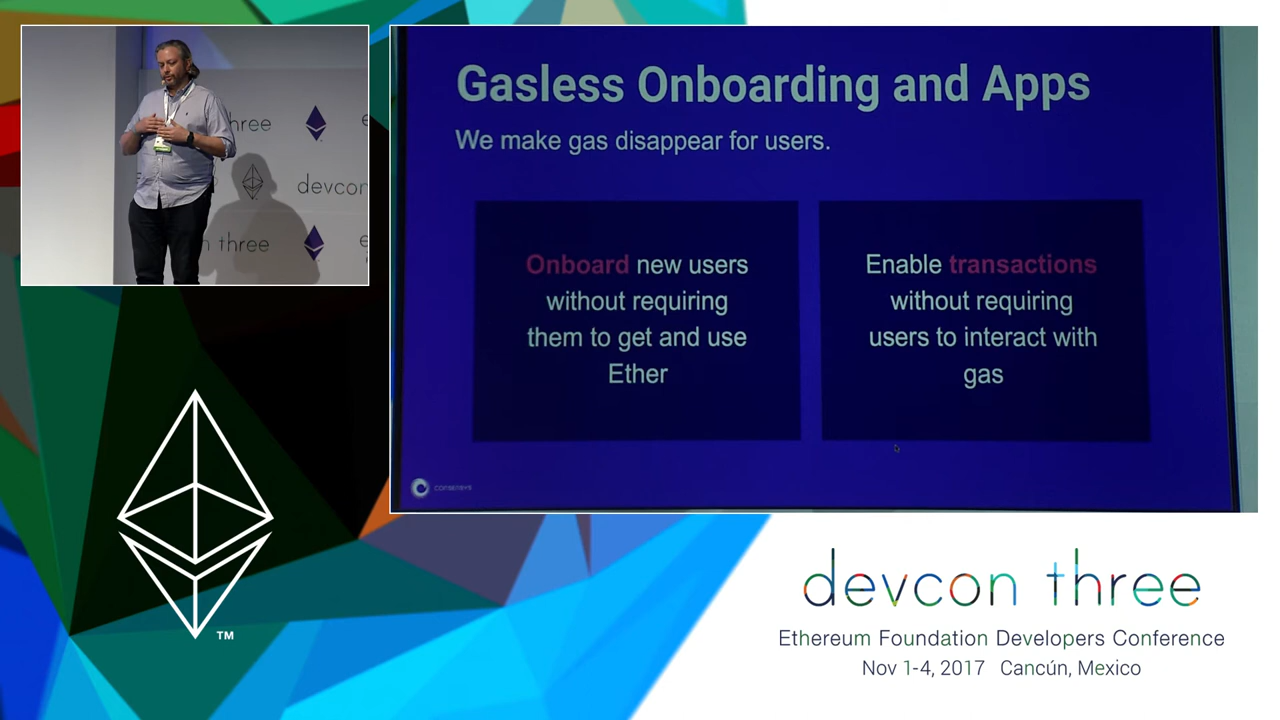 hree
e
devcon
n three
e
Gasless Onboarding and Apps
We make gas disappear for users.
Onboard new users
without requiring
them to get and use
Ether
Enable transactions
without requiring
users to interact with
gas
CONSENSYS
TM
devcon three
Ethereum Foundation Developers Conference
Nov 1-4, 2017 Cancún, Mexico